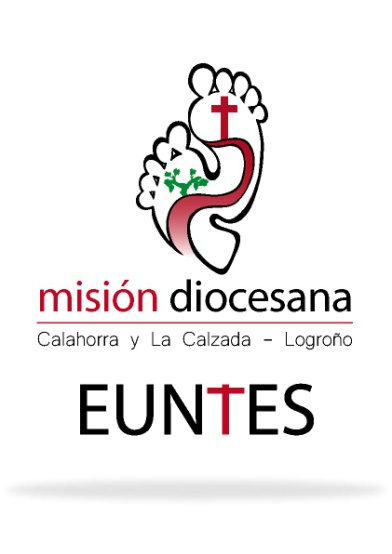 misión diocesana
Calahorra y La Calzada – Logroño
EUNTES